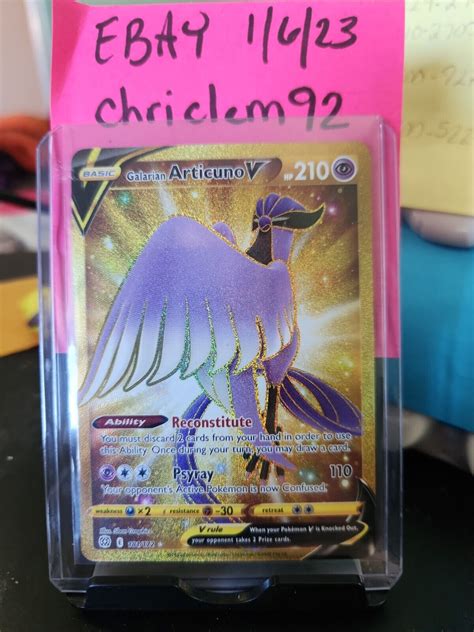 EBAY 1/6/23
chriclem92
BASIC Galarian Articuno V HP 210
Ability Reconstitute
You must discard 2 cards from your hand in order to use
this Ability. Once during your turn, you may draw a card.
Psyray 110
Your opponent's Active Pokémon is now Confused.
weakness ×2 resistance -30 retreat
V rule When your Pokémon V is Knocked Out,
your opponent takes 2 Prize cards.